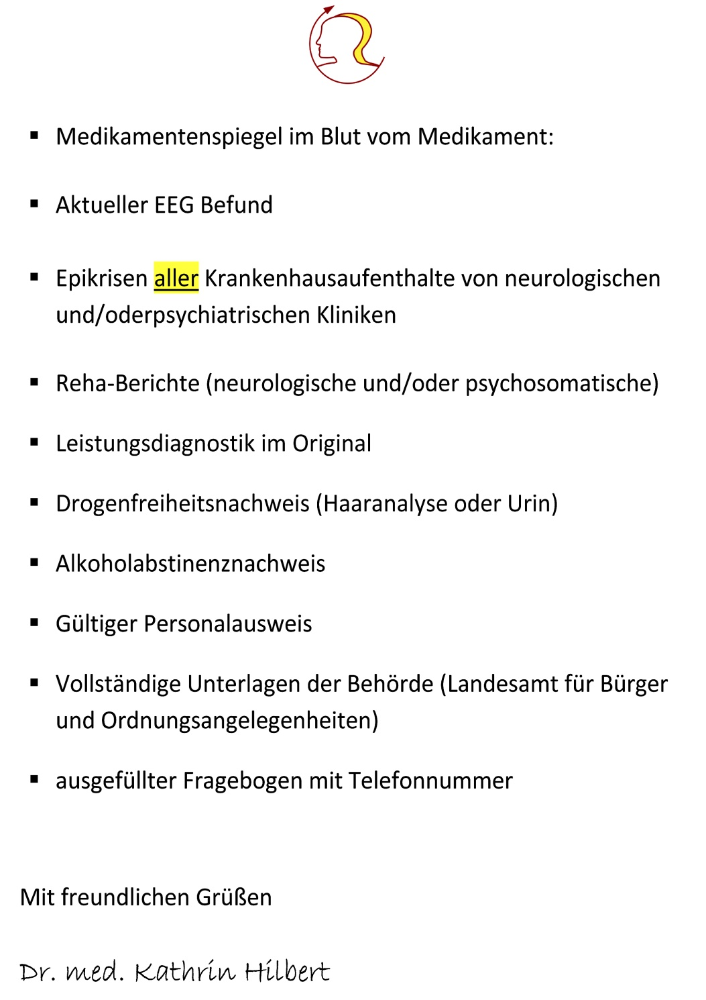 ▪ Medikamentenspiegel im Blut vom Medikament:
▪ Aktueller EEG Befund
▪ Epikrisen aller Krankenhausaufenthalte von neurologischen
und/oderpsychiatrischen Kliniken
▪ Reha-Berichte (neurologische und/oder psychosomatische)
▪ Leistungsdiagnostik im Original
▪ Drogenfreiheitsnachweis (Haaranalyse oder Urin)
▪ Alkoholabstinenznachweis
▪ Gültiger Personalausweis
▪ Vollständige Unterlagen der Behörde (Landesamt für Bürger
und Ordnungsangelegenheiten)
▪ ausgefüllter Fragebogen mit Telefonnummer
Mit freundlichen Grüßen
Dr. med. Kathrin Hilbert